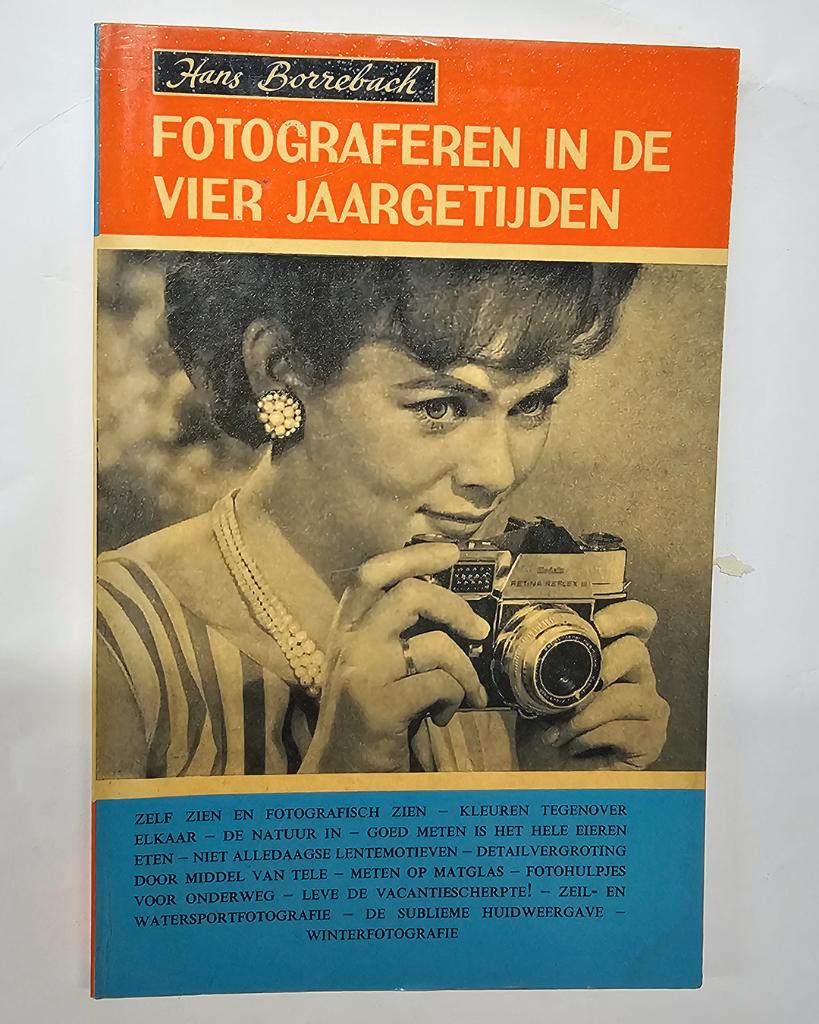 Hans Borrebach
FOTOGRAFEREN IN DE
VIER JAARGETIJDEN
Kodak
RETINA REFLEX III
ZELF ZIEN EN FOTOGRAFISCH ZIEN – KLEUREN TEGENOVER
ELKAAR – DE NATUUR IN – GOED METEN IS HET HELE EIEREN
ETEN – NIET ALLEDAAGSE LENTEMOTIEVEN – DETAILVERGROTING
DOOR MIDDEL VAN TELE – METEN OP MATGLAS – FOTOHULPJES
VOOR ONDERWEG – LEVE DE VACANTIESCHERPTE! – ZEIL- EN
WATERSPORTFOTOGRAFIE – DE SUBLIEME HUIDWEERGAVE –
WINTERFOTOGRAFIE